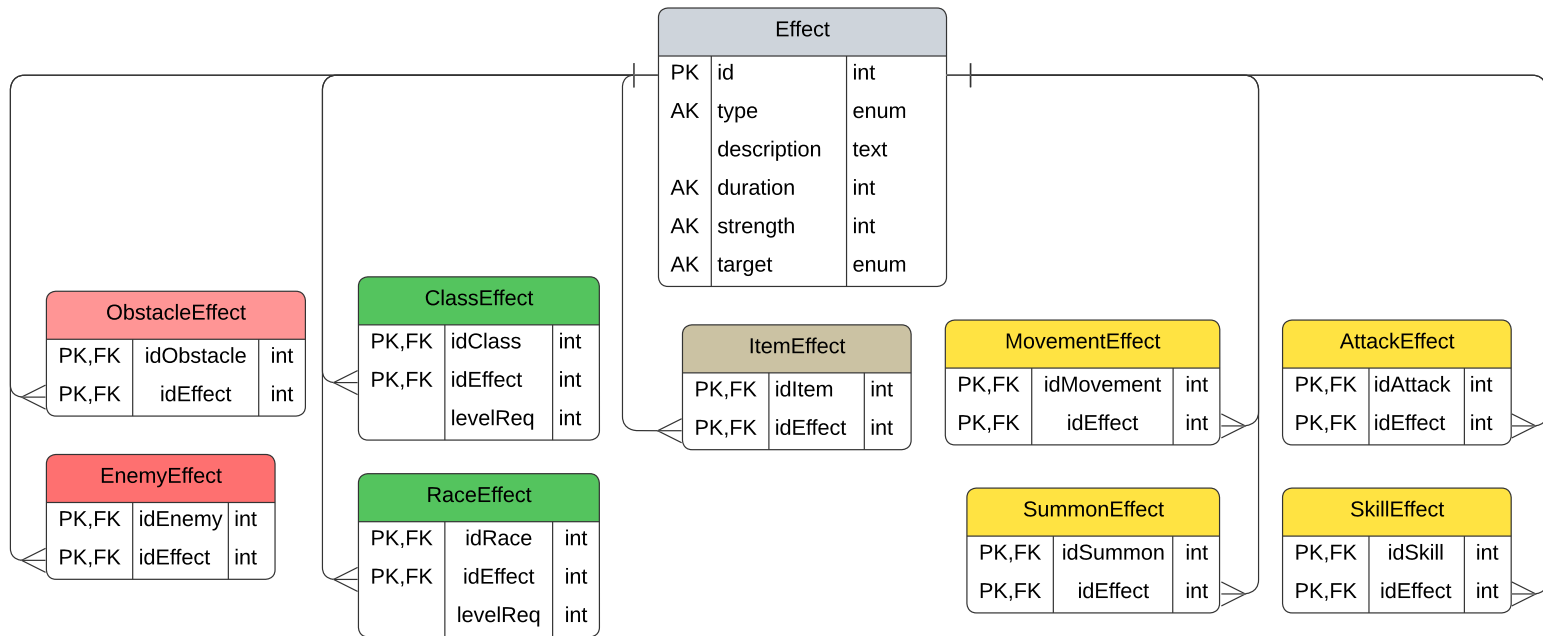 Effect
PK id int
AK type enum
description text
AK duration int
AK strength int
AK target enum
ObstacleEffect
PK,FK idObstacle int
PK,FK idEffect int
EnemyEffect
PK,FK idEnemy int
PK,FK idEffect int
ClassEffect
PK,FK idClass int
PK,FK idEffect int
levelReq int
RaceEffect
PK,FK idRace int
PK,FK idEffect int
levelReq int
ItemEffect
PK,FK idItem int
PK,FK idEffect int
MovementEffect
PK,FK idMovement int
PK,FK idEffect int
SummonEffect
PK,FK idSummon int
PK,FK idEffect int
AttackEffect
PK,FK idAttack int
PK,FK idEffect int
SkillEffect
PK,FK idSkill int
PK,FK idEffect int